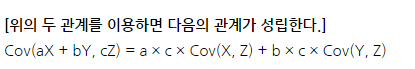 [위의 두 관계를 이용하면 다음의 관계가 성립한다.]
Cov(aX + bY, cZ) = a × c × Cov(X, Z) + b × c × Cov(Y, Z)